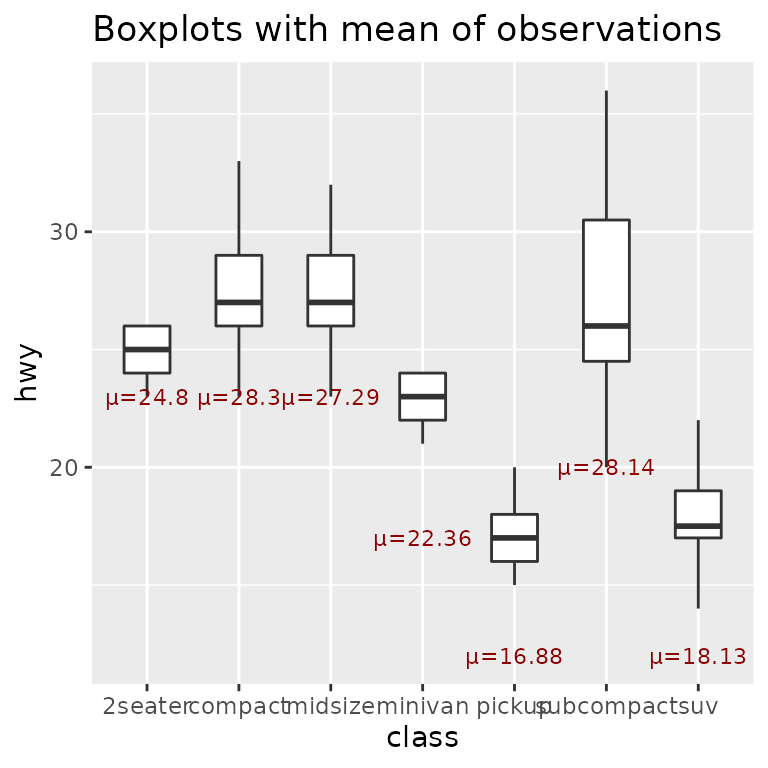 Boxplots with mean of observations
hwy
30
20
μ=24.8 μ=28.3 μ=27.29
μ=28.14
μ=22.36
μ=16.88 μ=18.13
2seater compact midsize minivan pickup subcompact suv
class